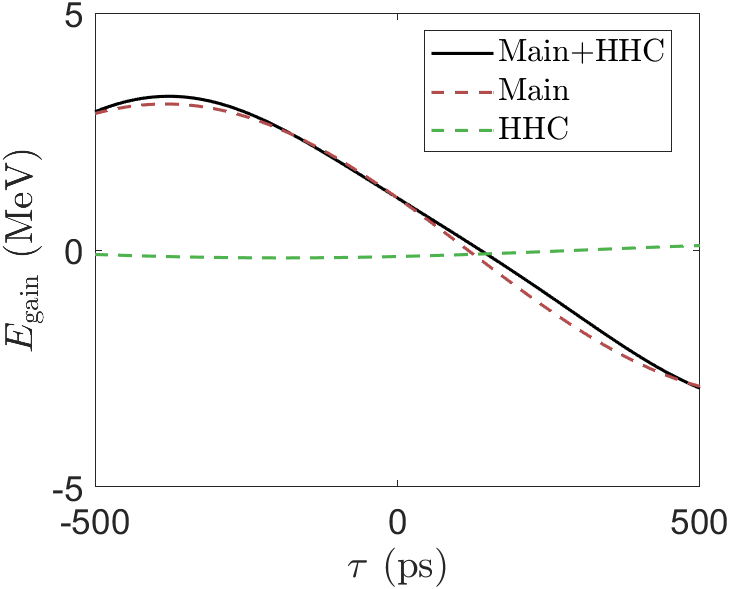 5
Main+HHC
Main
HHC
E_gain (MeV)
0
-5
-500
0
500
τ (ps)